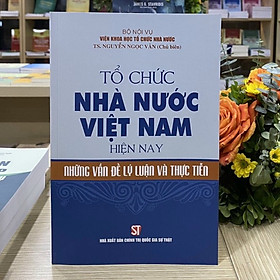 BỘ NỘI VỤ
VIỆN KHOA HỌC TỔ CHỨC NHÀ NƯỚC
TS. NGUYỄN NGỌC VÂN (Chủ biên)
TỔ CHỨC
NHÀ NƯỚC
VIỆT NAM
HIỆN NAY
NHỮNG VẤN ĐỀ LÝ LUẬN VÀ THỰC TIỄN
ST
NHÀ XUẤT BẢN CHÍNH TRỊ QUỐC GIA SỰ THẬT